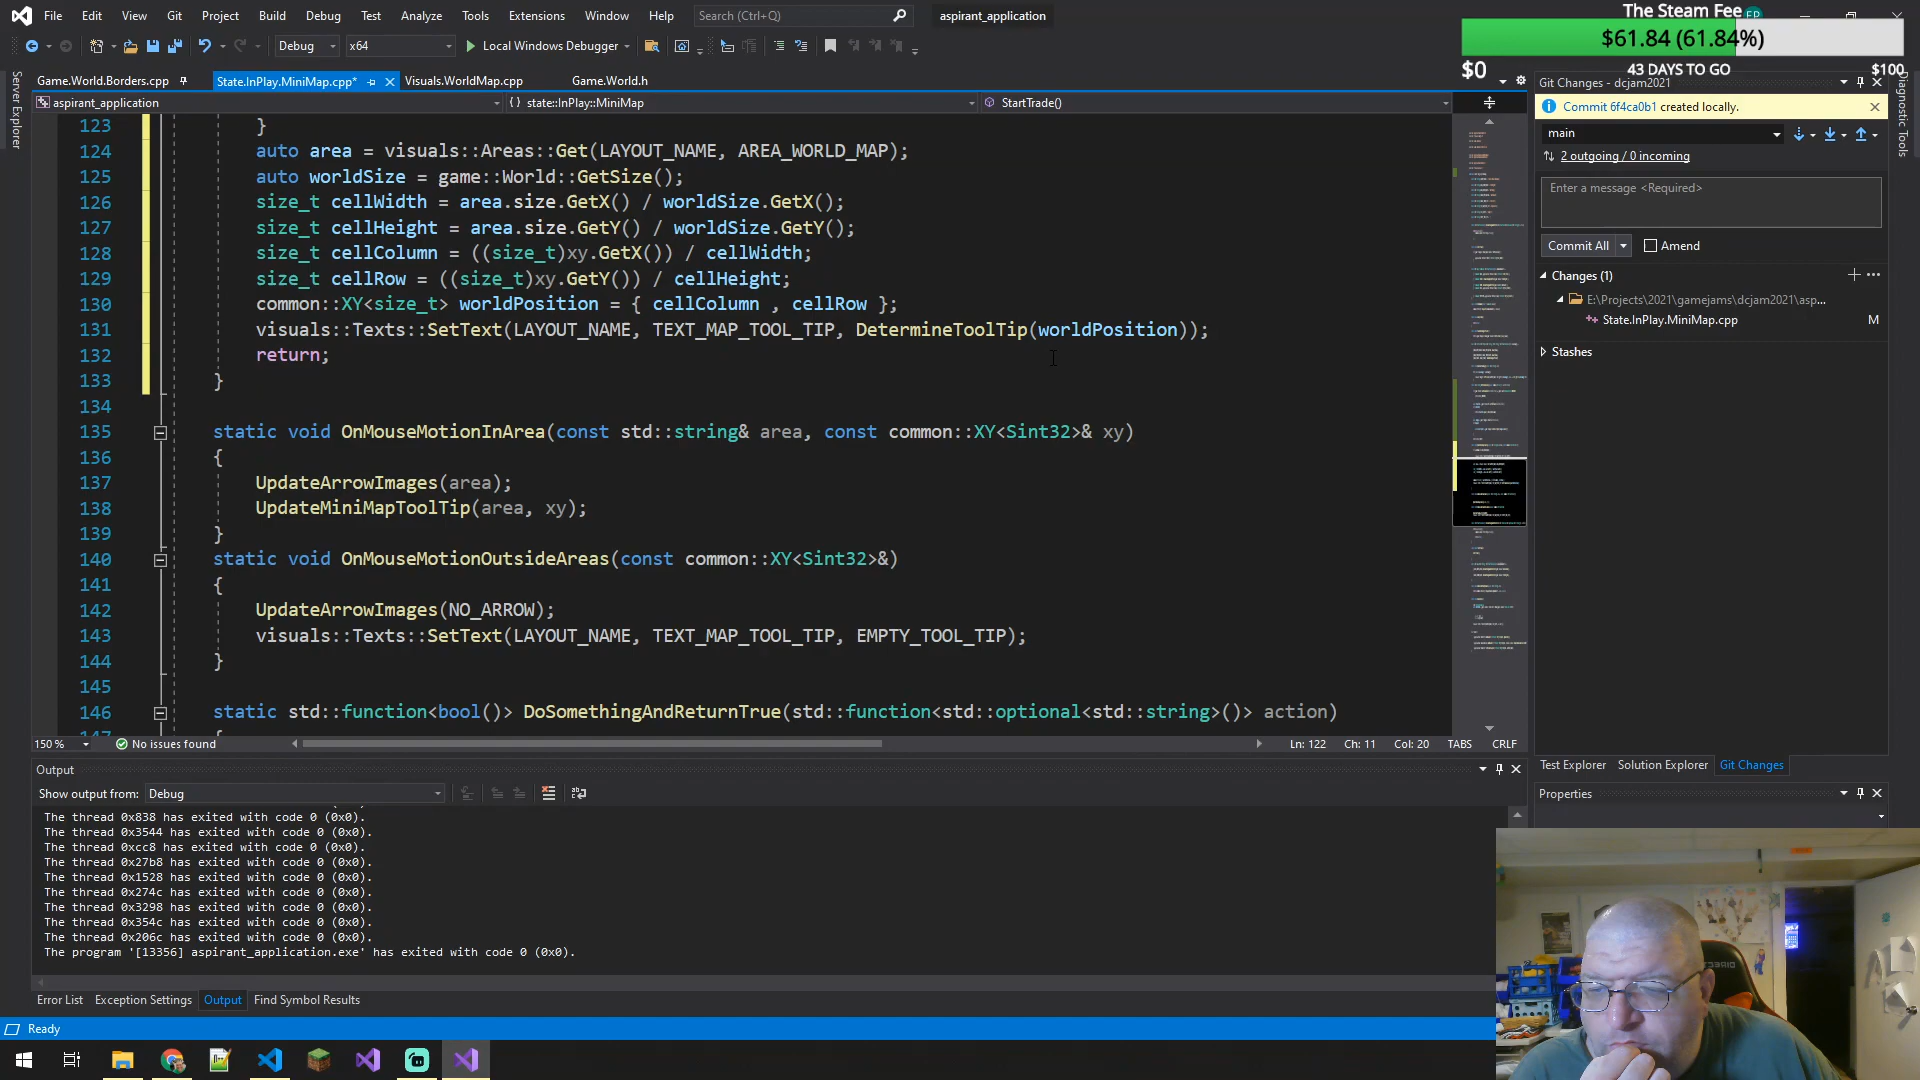 File Edit View Git Project Build Debug Test Analyze Tools Extensions Window Help Search (Ctrl+Q) aspirant_application
The Steam Fee
$61.84 (61.84%)
$0 43 DAYS TO GO $100
Debug x64 Local Windows Debugger
Game.World.Borders.cpp State.InPlay.MiniMap.cpp* Visuals.WorldMap.cpp Game.World.h
aspirant_application {} state::InPlay::MiniMap StartTrade()
Server Explorer
Diagnostic Tools
123 }
124 auto area = visuals::Areas::Get(LAYOUT_NAME, AREA_WORLD_MAP);
125 auto worldSize = game::World::GetSize();
126 size_t cellWidth = area.size.GetX() / worldSize.GetX();
127 size_t cellHeight = area.size.GetY() / worldSize.GetY();
128 size_t cellColumn = ((size_t)xy.GetX()) / cellWidth;
129 size_t cellRow = ((size_t)xy.GetY()) / cellHeight;
130 common::XY<size_t> worldPosition = { cellColumn , cellRow };
131 visuals::Texts::SetText(LAYOUT_NAME, TEXT_MAP_TOOL_TIP, DetermineToolTip(worldPosition));
132 return;
133 }
134
135 static void OnMouseMotionInArea(const std::string& area, const common::XY<Sint32>& xy)
136 {
137 UpdateArrowImages(area);
138 UpdateMiniMapToolTip(area, xy);
139 }
140 static void OnMouseMotionOutsideAreas(const common::XY<Sint32>&)
141 {
142 UpdateArrowImages(NO_ARROW);
143 visuals::Texts::SetText(LAYOUT_NAME, TEXT_MAP_TOOL_TIP, EMPTY_TOOL_TIP);
144 }
145
146 static std::function<bool()> DoSomethingAndReturnTrue(std::function<std::optional<std::string>()> action)
150 % No issues found Ln: 122 Ch: 11 Col: 20 TABS CRLF
Git Changes - dcjam2021
Commit 6f4ca0b1 created locally.
main
2 outgoing / 0 incoming
Enter a message <Required>
Commit All Amend
Changes (1)
E:\Projects\2021\gamejams\dcjam2021\asp...
State.InPlay.MiniMap.cpp M
Stashes
Test Explorer Solution Explorer Git Changes
Properties
Output
Show output from: Debug
The thread 0x838 has exited with code 0 (0x0).
The thread 0x3544 has exited with code 0 (0x0).
The thread 0xcc8 has exited with code 0 (0x0).
The thread 0x27b8 has exited with code 0 (0x0).
The thread 0x1528 has exited with code 0 (0x0).
The thread 0x274c has exited with code 0 (0x0).
The thread 0x3298 has exited with code 0 (0x0).
The thread 0x354c has exited with code 0 (0x0).
The thread 0x206c has exited with code 0 (0x0).
The program '[13356] aspirant_application.exe' has exited with code 0 (0x0).
Error List Exception Settings Output Find Symbol Results
Ready